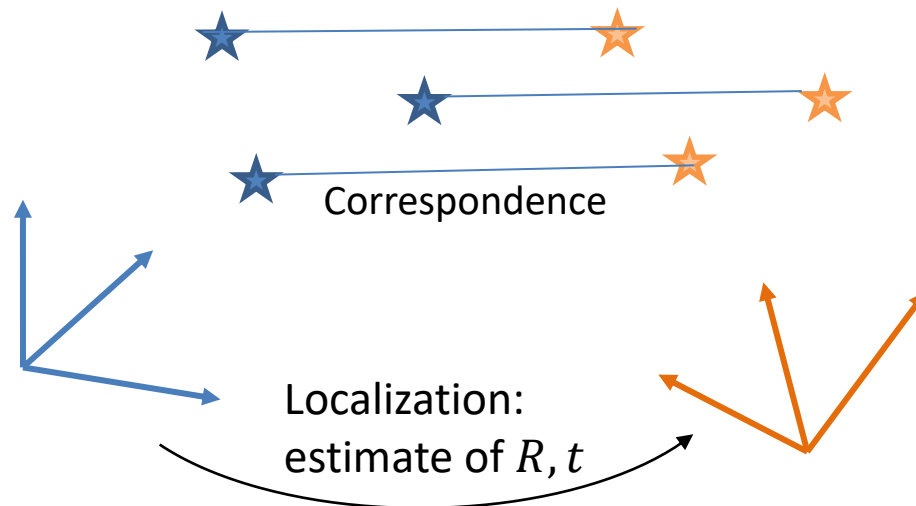 Correspondence
Localization:
estimate of R, t